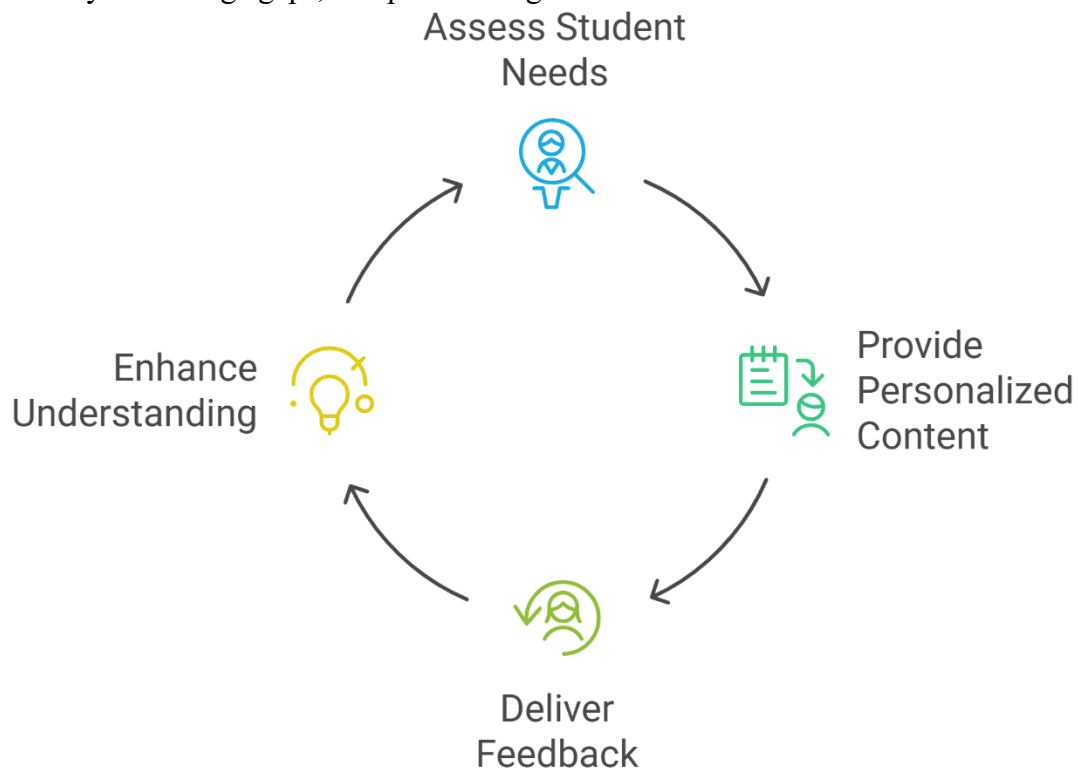 Assess Student
Needs
Provide
Personalized
Content
Enhance
Understanding
Deliver
Feedback